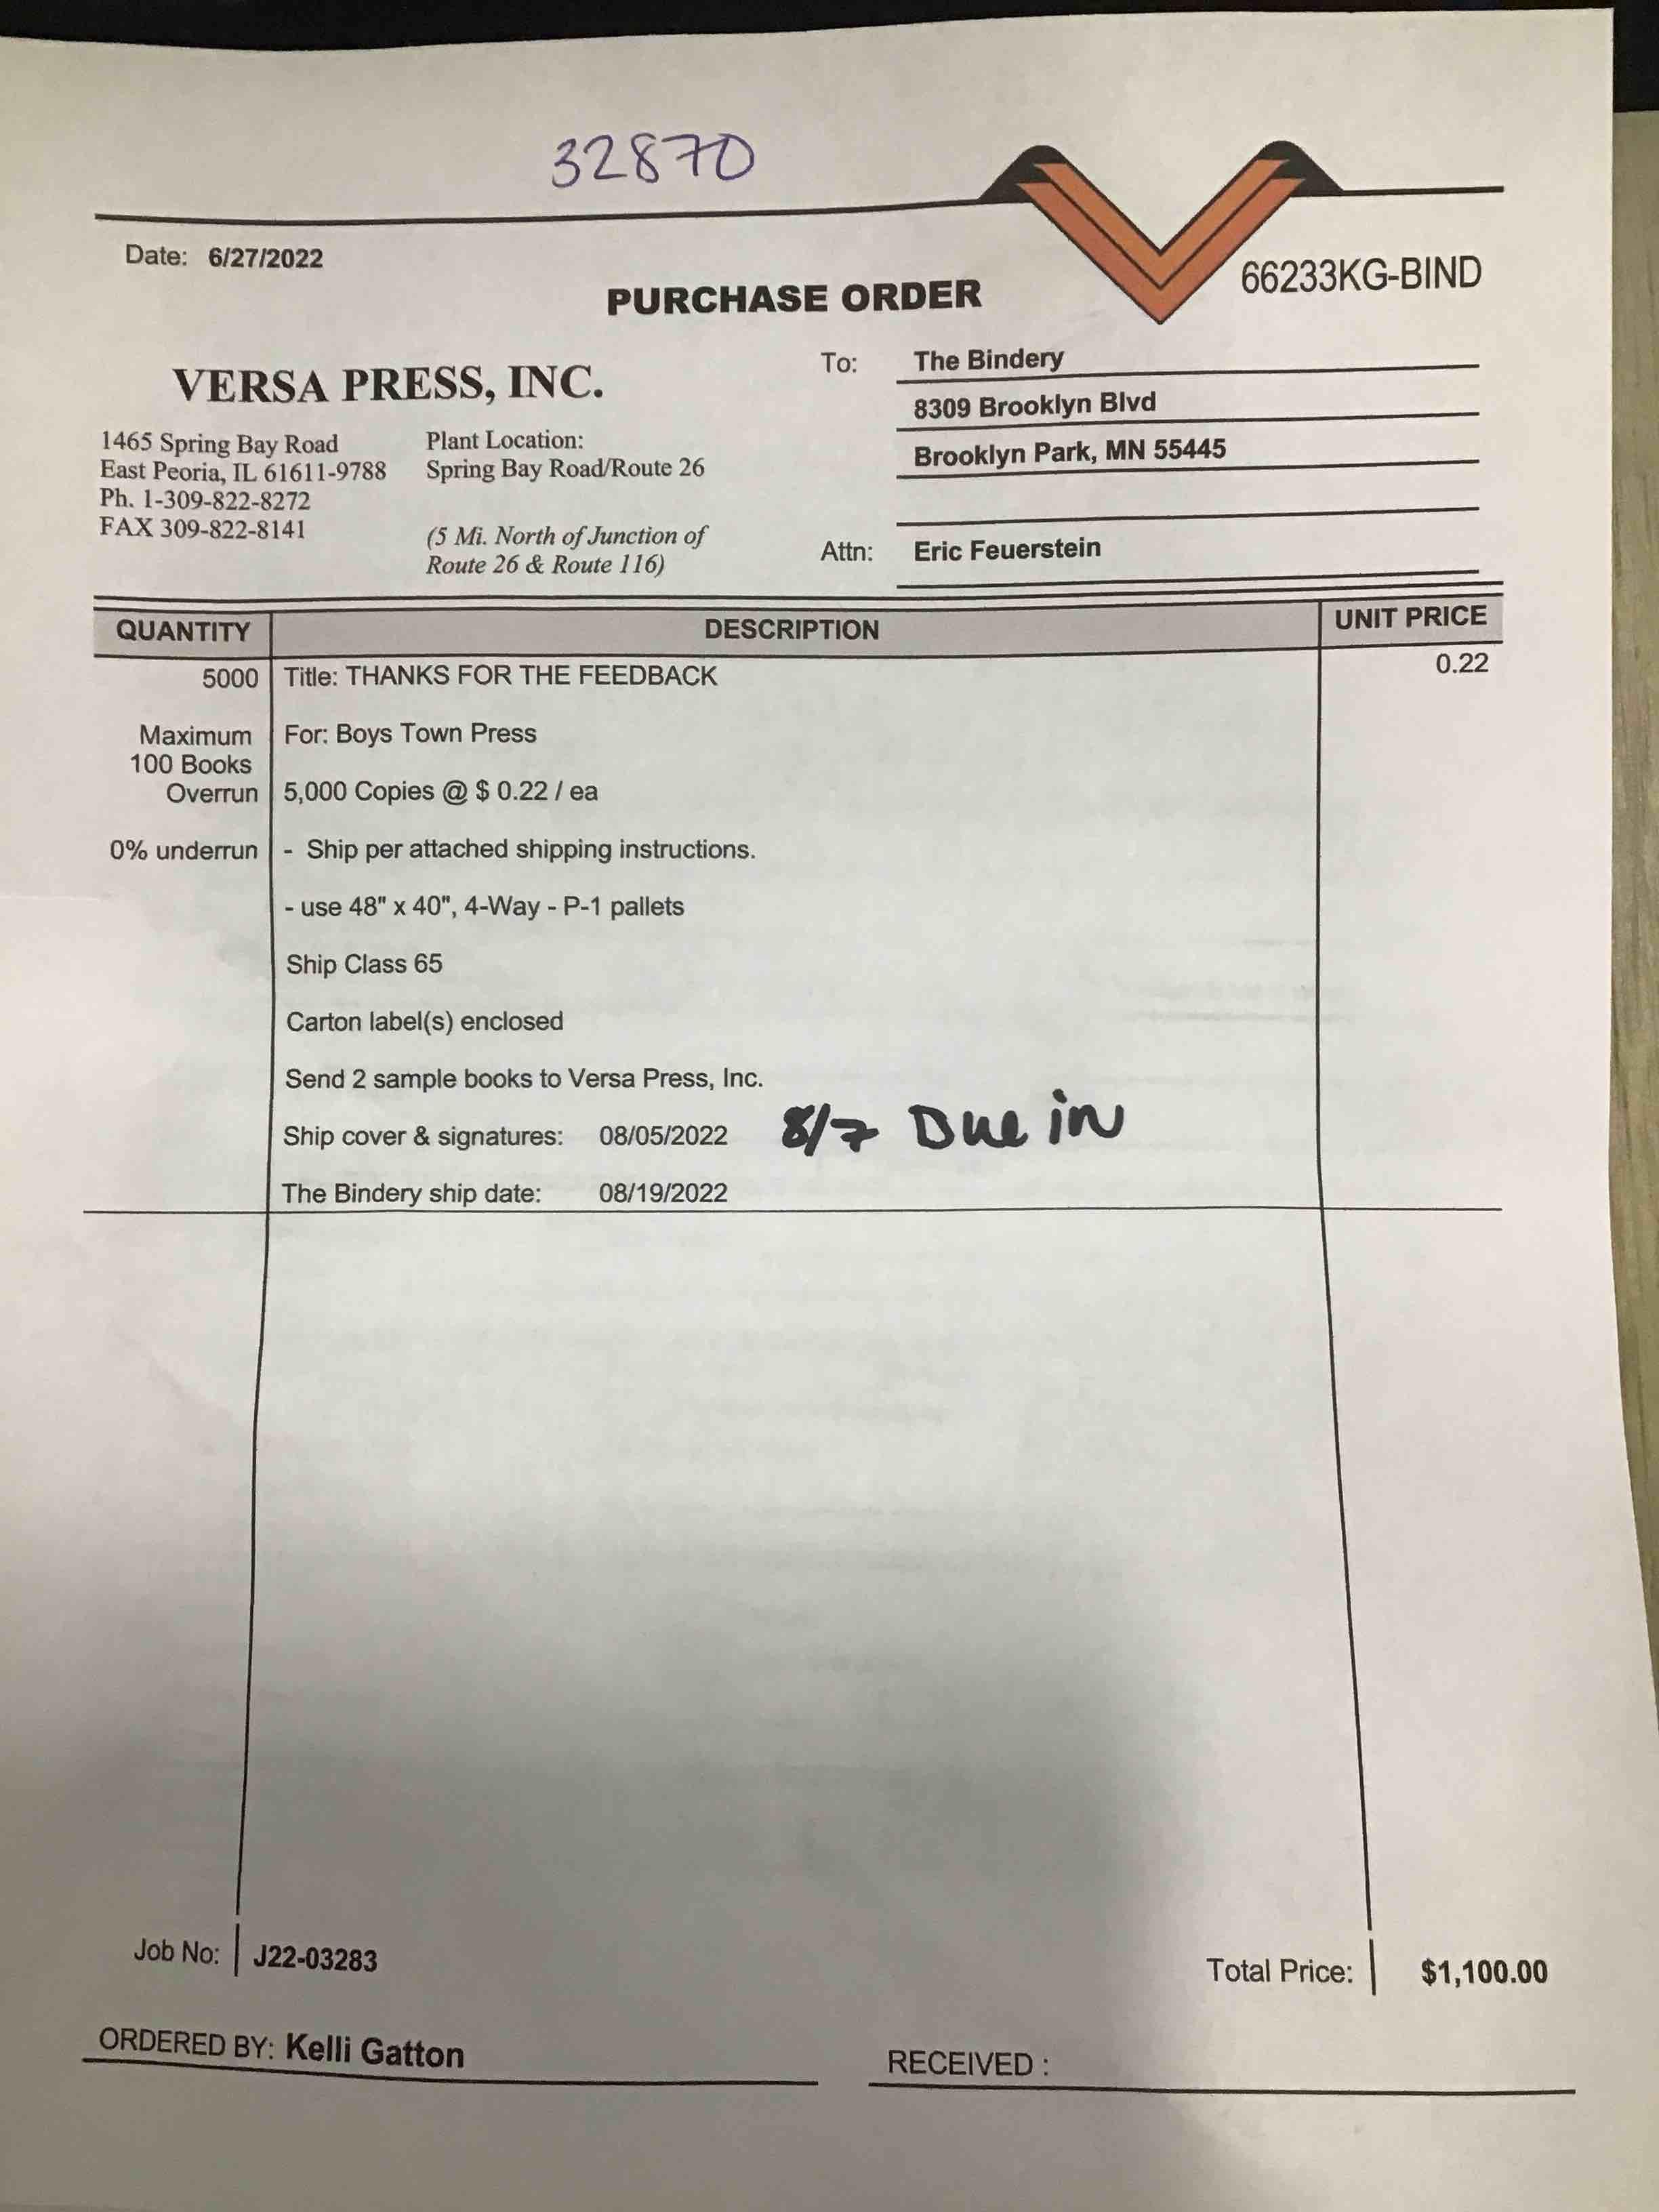 32870
Date: 6/27/2022
66233KG-BIND
PURCHASE ORDER
VERSA PRESS, INC.
1465 Spring Bay Road
East Peoria, IL 61611-9788
Ph. 1-309-822-8272
FAX 309-822-8141
Plant Location:
Spring Bay Road/Route 26
(5 Mi. North of Junction of
Route 26 & Route 116)
To: The Bindery
8309 Brooklyn Blvd
Brooklyn Park, MN 55445
Attn: Eric Feuerstein
QUANTITY DESCRIPTION UNIT PRICE
5000 Title: THANKS FOR THE FEEDBACK 0.22
Maximum For: Boys Town Press
100 Books
Overrun 5,000 Copies @ $ 0.22 / ea
0% underrun - Ship per attached shipping instructions.
- use 48" x 40", 4-Way - P-1 pallets
Ship Class 65
Carton label(s) enclosed
Send 2 sample books to Versa Press, Inc.
Ship cover & signatures: 08/05/2022 8/7 Due in
The Bindery ship date: 08/19/2022
Job No: J22-03283
Total Price: $1,100.00
ORDERED BY: Kelli Gatton
RECEIVED :